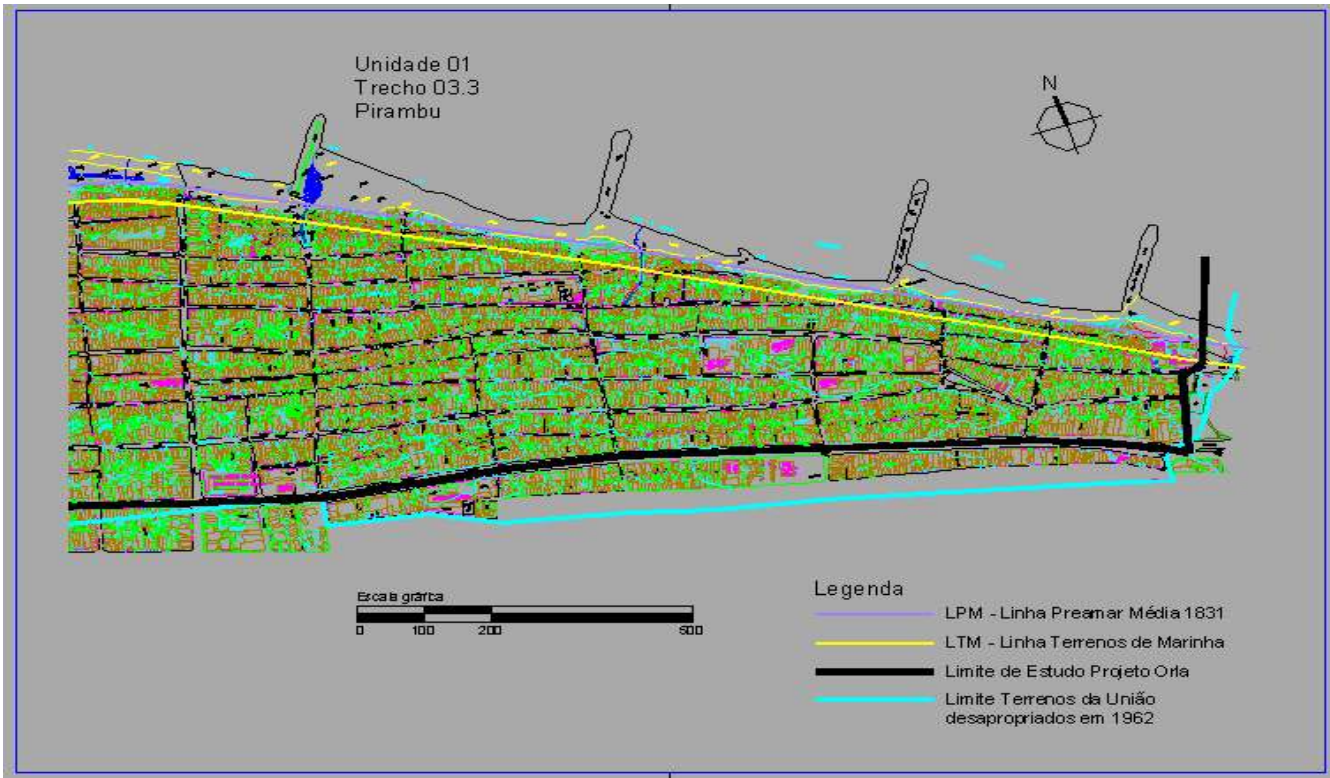 Unidade 01
Trecho 03.3
Pirambu
N
Escala gráfica
0 100 200 500
Legenda
LPM - Linha Preamar Média 1831
LTM - Linha Terrenos de Marinha
Limite de Estudo Projeto Orla
Limite Terrenos da União
desapropriados em 1962